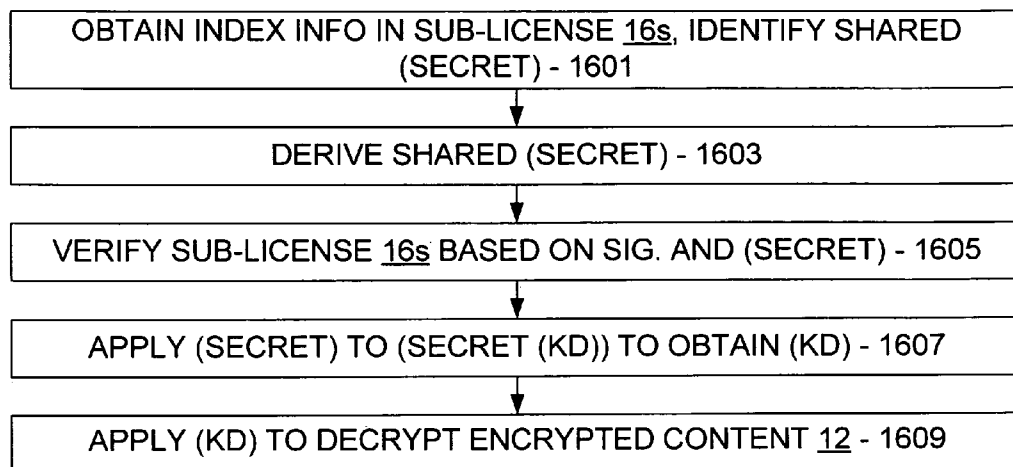 OBTAIN INDEX INFO IN SUB-LICENSE 16s, IDENTIFY SHARED
(SECRET) - 1601
DERIVE SHARED (SECRET) - 1603
VERIFY SUB-LICENSE 16s BASED ON SIG. AND (SECRET) - 1605
APPLY (SECRET) TO (SECRET (KD)) TO OBTAIN (KD) - 1607
APPLY (KD) TO DECRYPT ENCRYPTED CONTENT 12 - 1609